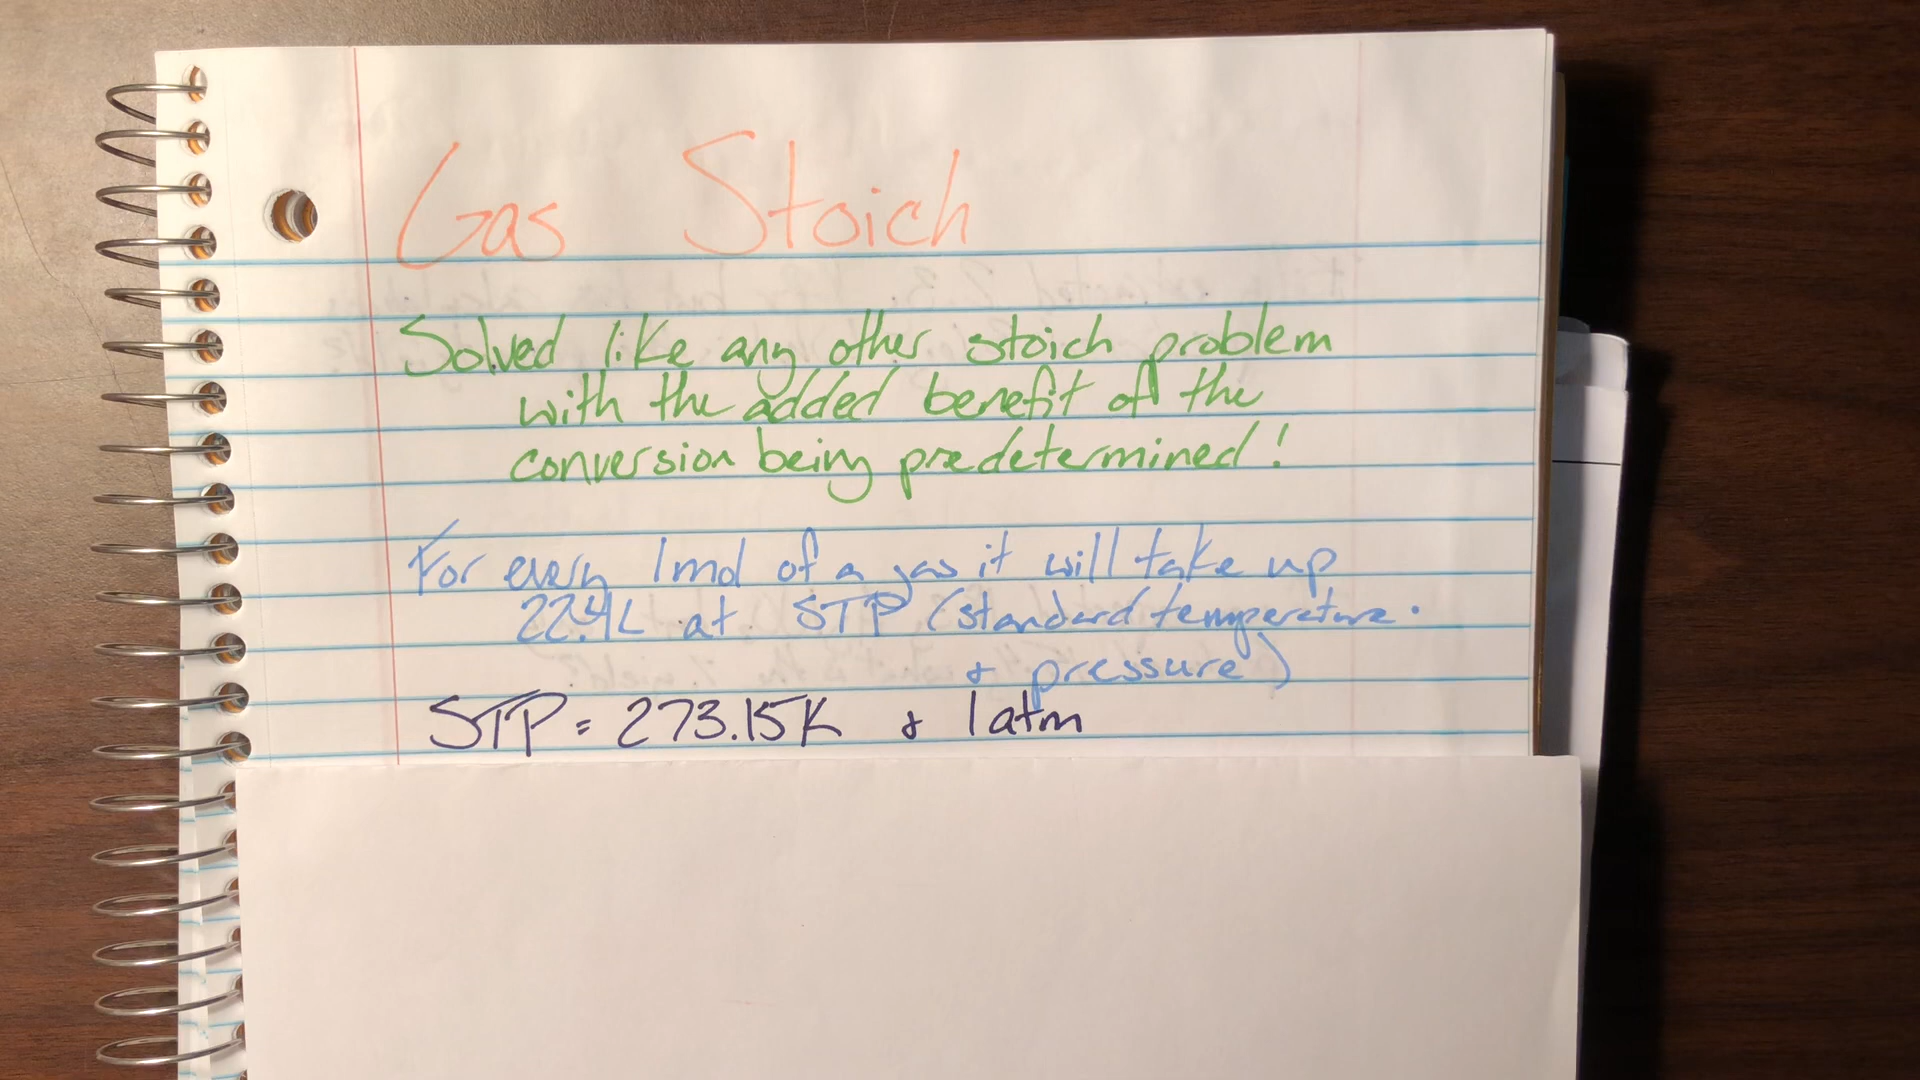 Gas Stoich
Solved like any other stoich problem
with the added benefit of the
conversion being predetermined!
For every 1mol of a gas it will take up
22.4L at STP (standard temperature
& pressure)
STP = 273.15K & 1atm